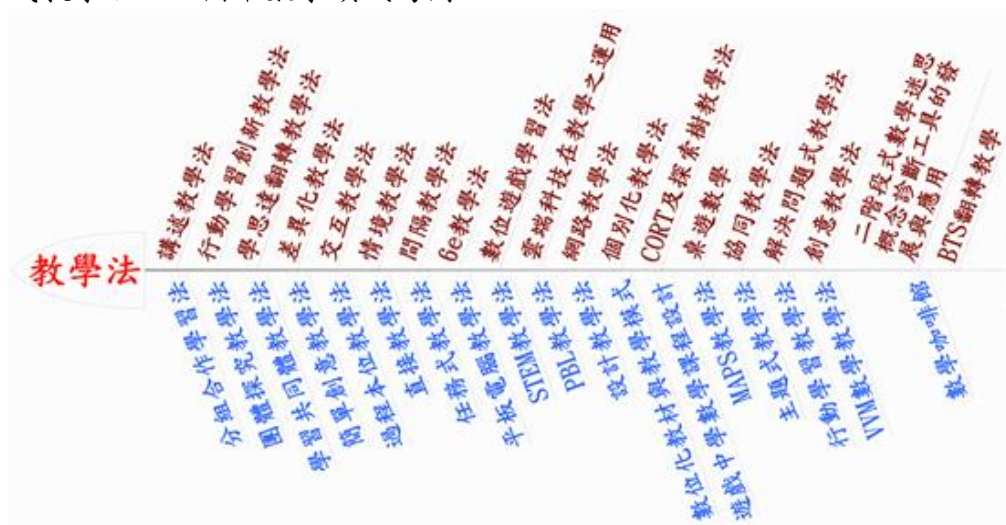 教學法
講述教學法
行動學習創新教學法
學思達翻轉教學法
差異化教學法
交互教學法
情境教學法
問隔教學法
6e教學法
數位遊戲學習法
雲端科技在教學之運用
網路教學法
個別化教學法
CORT及探索樹教學法
桌遊數學
協同教學法
解決問題式教學法
創意教學法
二階段式數學迷思
概念診斷工具的發
展與應用
BTS翻轉教學
分組合作學習法
團體探究教學法
學習共同體
簡單創意教學法
過程本位教學法
直接教學法
任務式教學法
平板電腦教學法
STEM教學法
PBL教學法
設計教學法
數位化教材與教學模式
遊戲中學數學課程設計
MAPS教學法
主題式教學法
行動學習教學法
VVM數學教學法
數學咖啡館